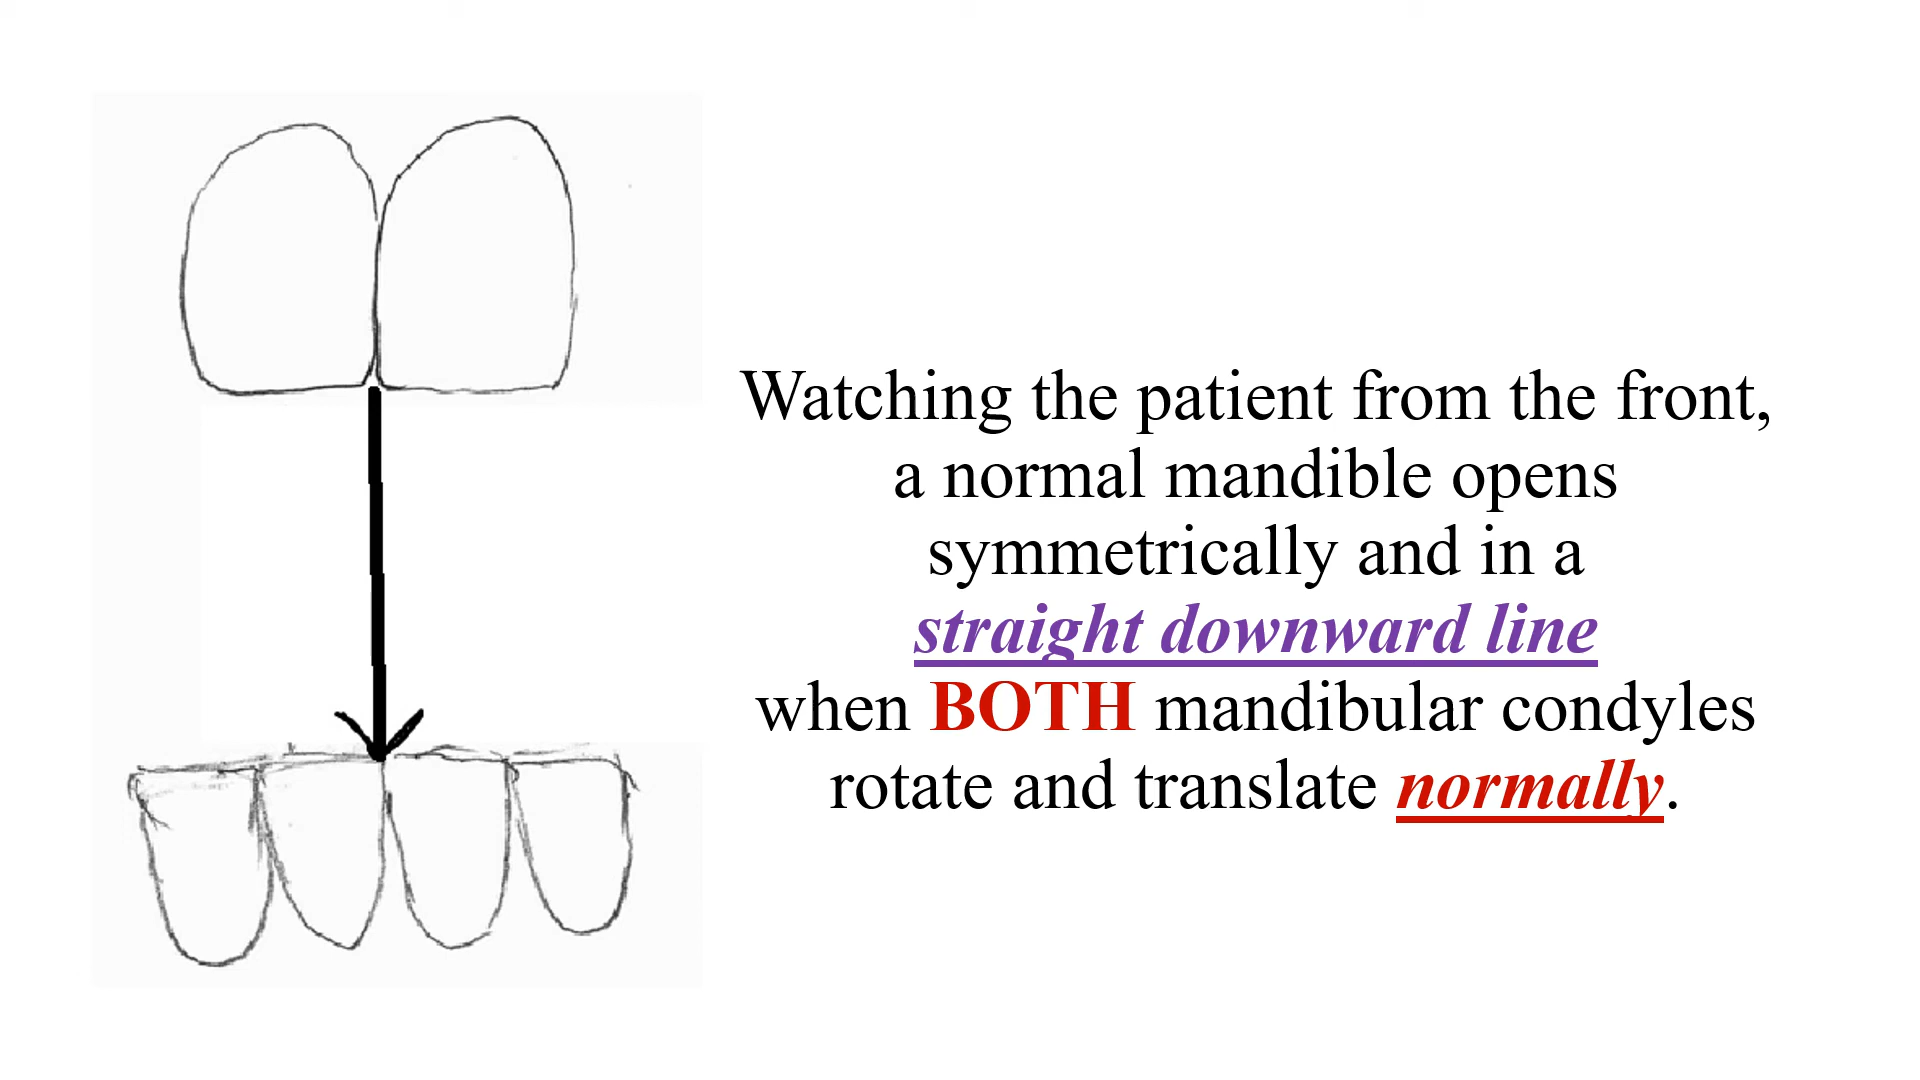 Watching the patient from the front,
a normal mandible opens
symmetrically and in a
straight downward line
when BOTH mandibular condyles
rotate and translate normally.